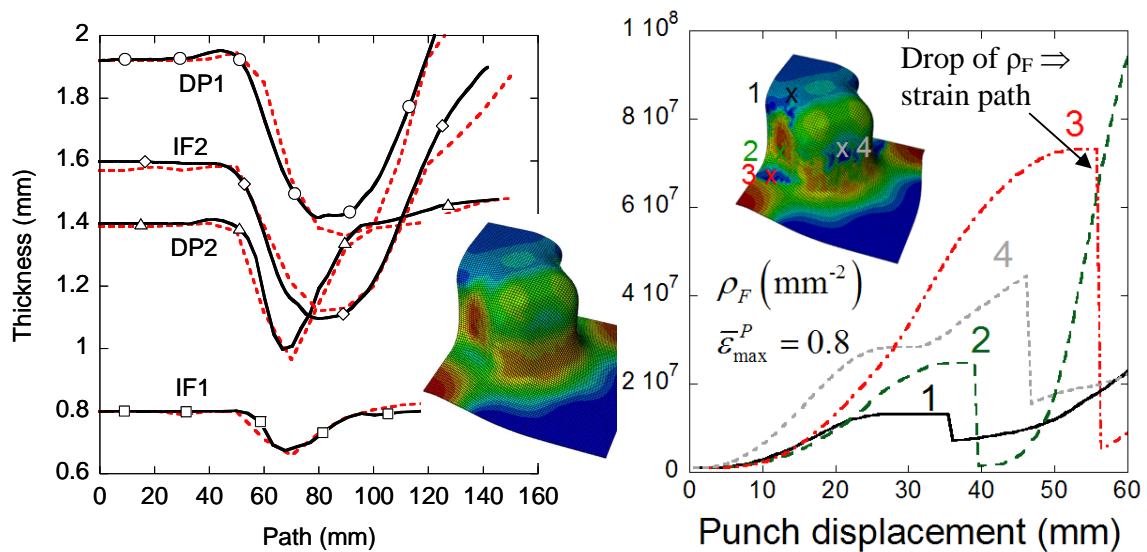 2
1.8
1.6
1.4
1.2
1
0.8
0.6
Thickness (mm)
DP1
IF2
DP2
IF1
0 20 40 60 80 100 120 140 160
Path (mm)
1 10⁸
8 10⁷
6 10⁷
4 10⁷
2 10⁷
0
Drop of ρF ⇒
strain path
1
2
3
x
x
x 4
3
4
2
1
ρF (mm⁻²)
ε̄ᴾmax = 0.8
0 10 20 30 40 50 60
Punch displacement (mm)